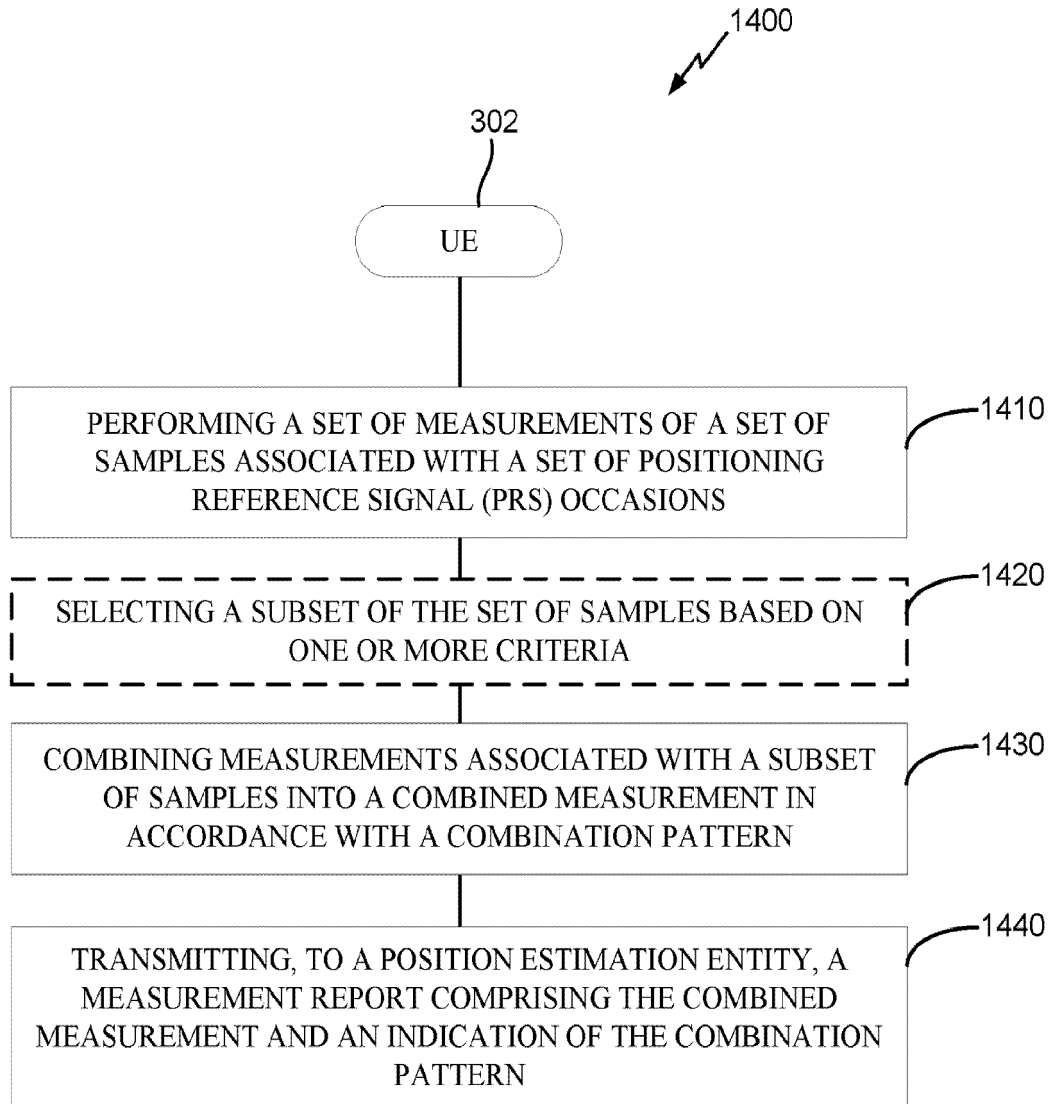 1400
302
UE
PERFORMING A SET OF MEASUREMENTS OF A SET OF
SAMPLES ASSOCIATED WITH A SET OF POSITIONING
REFERENCE SIGNAL (PRS) OCCASIONS
1410
SELECTING A SUBSET OF THE SET OF SAMPLES BASED ON
ONE OR MORE CRITERIA
1420
COMBINING MEASUREMENTS ASSOCIATED WITH A SUBSET
OF SAMPLES INTO A COMBINED MEASUREMENT IN
ACCORDANCE WITH A COMBINATION PATTERN
1430
TRANSMITTING, TO A POSITION ESTIMATION ENTITY, A
MEASUREMENT REPORT COMPRISING THE COMBINED
MEASUREMENT AND AN INDICATION OF THE COMBINATION
PATTERN
1440